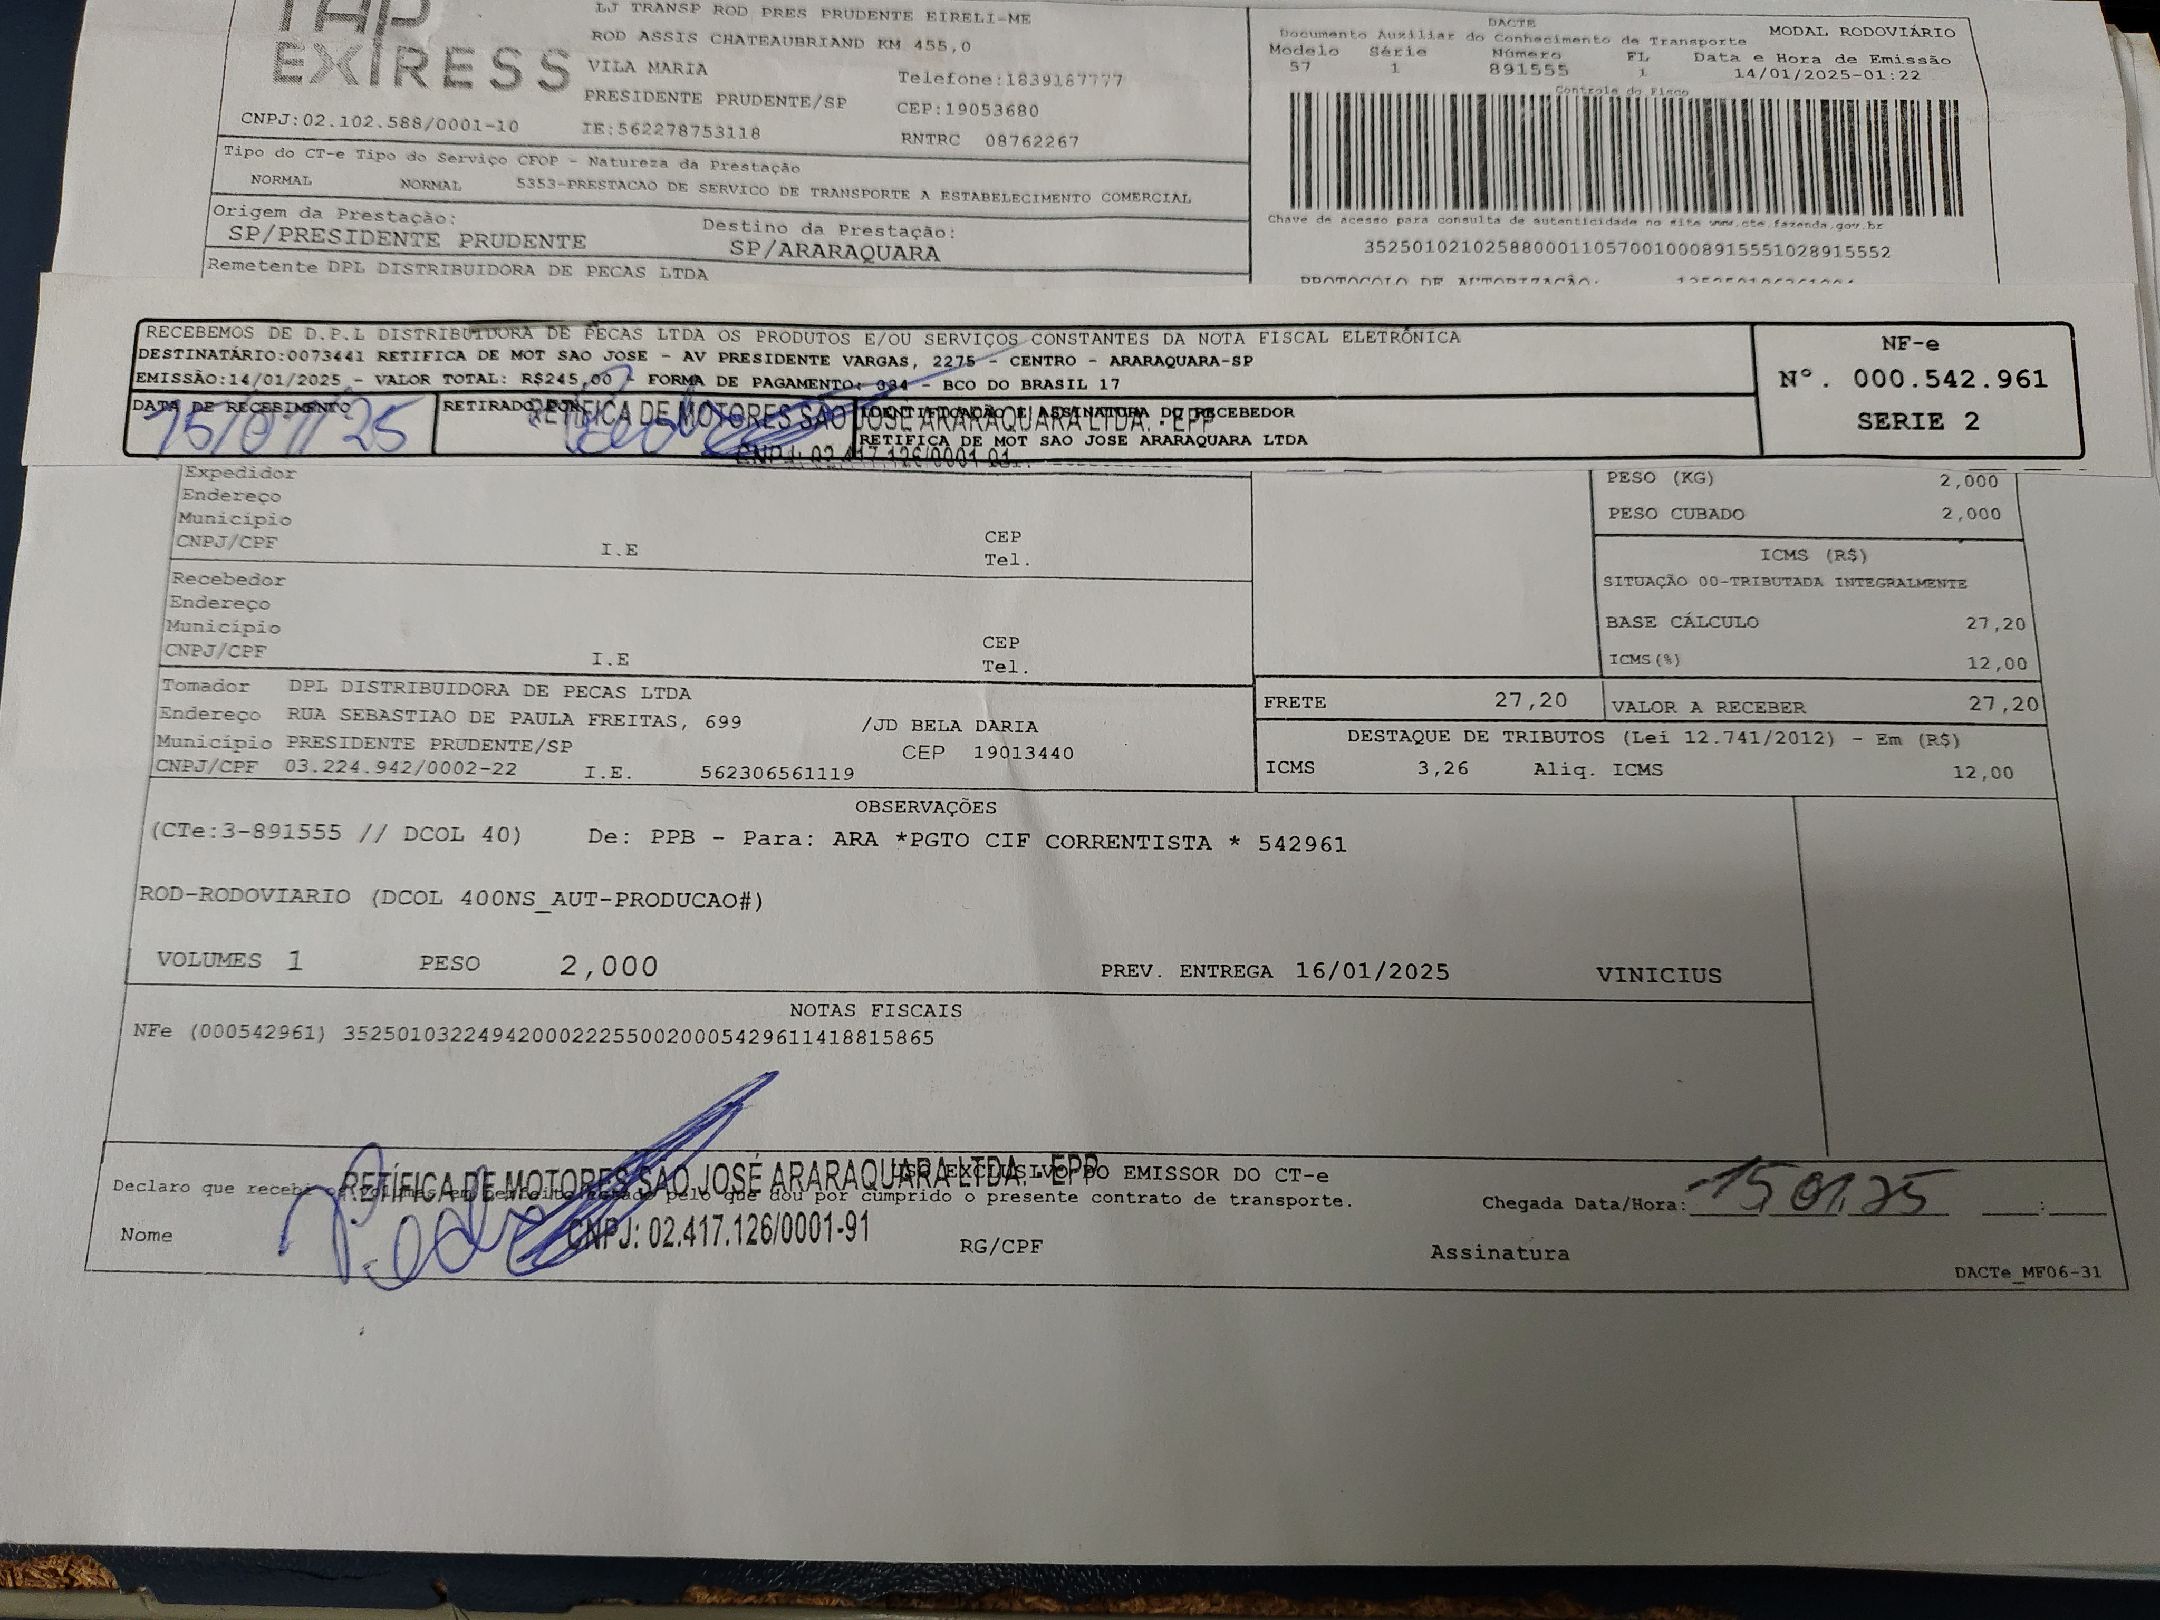 TAP
EXIRESS
LJ TRANSP ROD PRES PRUDENTE EIRELI-ME
ROD ASSIS CHATEAUBRIAND KM 455,0
VILA MARIA
Telefone:1839187777
PRESIDENTE PRUDENTE/SP
CEP:19053680
CNPJ:02.102.588/0001-10
IE:562278753118
RNTRC 08762267
DACTE
MODAL RODOVIÁRIO
Documento Auxiliar do Conhecimento de Transporte
Modelo Série Número FL Data e Hora de Emissão
57 1 891555 1 14/01/2025-01:22
Controle do Fisco
Chave de acesso para consulta de autenticidade no site www.cte.fazenda.gov.br
35250102102588000110570010008915551028915552
PROTOCOLO DE AUTORIZAÇÃO:
Tipo do CT-e Tipo do Serviço CFOP - Natureza da Prestação
NORMAL NORMAL 5353-PRESTACAO DE SERVICO DE TRANSPORTE A ESTABELECIMENTO COMERCIAL
Origem da Prestação: Destino da Prestação:
SP/PRESIDENTE PRUDENTE SP/ARARAQUARA
Remetente DPL DISTRIBUIDORA DE PECAS LTDA
RECEBEMOS DE D.P.L DISTRIBUIDORA DE PECAS LTDA OS PRODUTOS E/OU SERVIÇOS CONSTANTES DA NOTA FISCAL ELETRÔNICA
DESTINATÁRIO:0073441 RETIFICA DE MOT SAO JOSE - AV PRESIDENTE VARGAS, 2275 - CENTRO - ARARAQUARA-SP
EMISSÃO:14/01/2025 - VALOR TOTAL: R$245,00 - FORMA DE PAGAMENTO: 034 - BCO DO BRASIL 17
NF-e
Nº. 000.542.961
SERIE 2
DATA DE RECEBIMENTO
15/01/25
RETIRADO POR
RETÍFICA DE MOTORES SÃO JOSÉ ARARAQUARA LTDA. - EPP
CNPJ: 02.417.126/0001-91
IDENTIFICAÇÃO E ASSINATURA DO RECEBEDOR
RETIFICA DE MOT SAO JOSE ARARAQUARA LTDA
Expedidor
Endereço
Município
CNPJ/CPF I.E CEP
Tel.
Recebedor
Endereço
Município
CNPJ/CPF I.E CEP
Tel.
PESO (KG) 2,000
PESO CUBADO 2,000
ICMS (R$)
SITUAÇÃO 00-TRIBUTADA INTEGRALMENTE
BASE CÁLCULO 27,20
ICMS(%) 12,00
Tomador DPL DISTRIBUIDORA DE PECAS LTDA
Endereço RUA SEBASTIAO DE PAULA FREITAS, 699 /JD BELA DARIA
Município PRESIDENTE PRUDENTE/SP CEP 19013440
CNPJ/CPF 03.224.942/0002-22 I.E. 562306561119
FRETE 27,20 VALOR A RECEBER 27,20
DESTAQUE DE TRIBUTOS (Lei 12.741/2012) - Em (R$)
ICMS 3,26 Aliq. ICMS 12,00
OBSERVAÇÕES
(CTe:3-891555 // DCOL 40) De: PPB - Para: ARA *PGTO CIF CORRENTISTA * 542961
ROD-RODOVIARIO (DCOL 400NS_AUT-PRODUCAO#)
VOLUMES 1 PESO 2,000 PREV. ENTREGA 16/01/2025 VINICIUS
NOTAS FISCAIS
NFe (000542961) 35250103224942000222550020005429611418815865
USO EXCLUSIVO DO EMISSOR DO CT-e
RETÍFICA DE MOTORES SÃO JOSÉ ARARAQUARA LTDA. - EPP
CNPJ: 02.417.126/0001-91
Declaro que recebi os volumes em perfeito estado pelo que dou por cumprido o presente contrato de transporte.
Chegada Data/Hora: 15 01 25 :
Nome Pedro RG/CPF Assinatura
DACTe_MF06-31